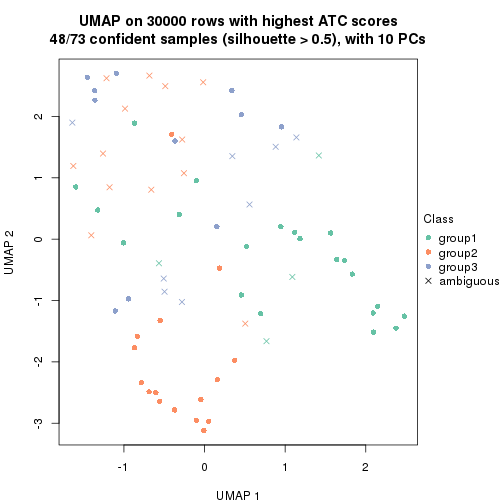 UMAP on 30000 rows with highest ATC scores
48/73 confident samples (silhouette > 0.5), with 10 PCs
UMAP 2
2
1
0
-1
-2
-3
-1
0
1
2
UMAP 1
Class
group1
group2
group3
ambiguous